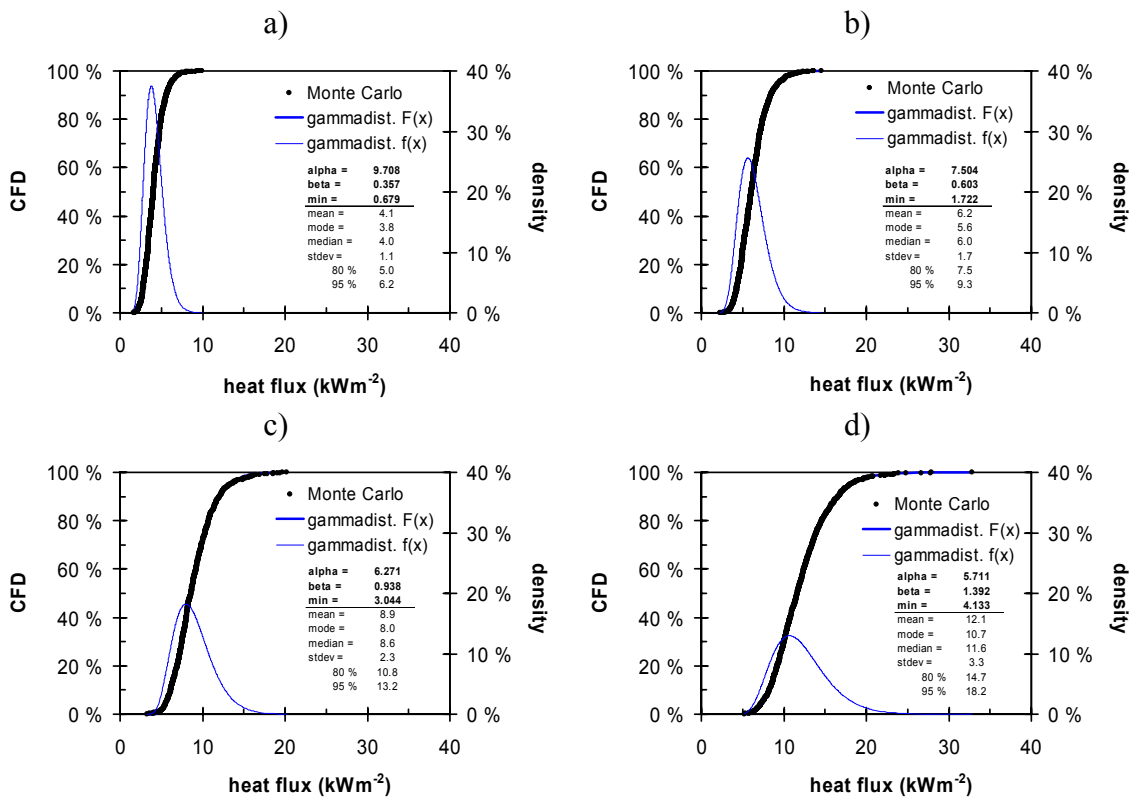 a)
100 %
80 %
60 %
40 %
20 %
0 %
CFD
40 %
30 %
20 %
10 %
0 %
density
Monte Carlo
gammadist. F(x)
gammadist. f(x)
alpha = 9.708
beta = 0.357
min = 0.679
mean = 4.1
mode = 3.8
median = 4.0
stdev = 1.1
80 % 5.0
95 % 6.2
0 10 20 30 40
heat flux (kWm-2)
b)
100 %
80 %
60 %
40 %
20 %
0 %
CFD
40 %
30 %
20 %
10 %
0 %
density
Monte Carlo
gammadist. F(x)
gammadist. f(x)
alpha = 7.504
beta = 0.603
min = 1.722
mean = 6.2
mode = 5.6
median = 6.0
stdev = 1.7
80 % 7.5
95 % 9.3
0 10 20 30 40
heat flux (kWm-2)
c)
100 %
80 %
60 %
40 %
20 %
0 %
CFD
40 %
30 %
20 %
10 %
0 %
density
Monte Carlo
gammadist. F(x)
gammadist. f(x)
alpha = 6.271
beta = 0.938
min = 3.044
mean = 8.9
mode = 8.0
median = 8.6
stdev = 2.3
80 % 10.8
95 % 13.2
0 10 20 30 40
heat flux (kWm-2)
d)
100 %
80 %
60 %
40 %
20 %
0 %
CFD
40 %
30 %
20 %
10 %
0 %
density
Monte Carlo
gammadist. F(x)
gammadist. f(x)
alpha = 5.711
beta = 1.392
min = 4.133
mean = 12.1
mode = 10.7
median = 11.6
stdev = 3.3
80 % 14.7
95 % 18.2
0 10 20 30 40
heat flux (kWm-2)